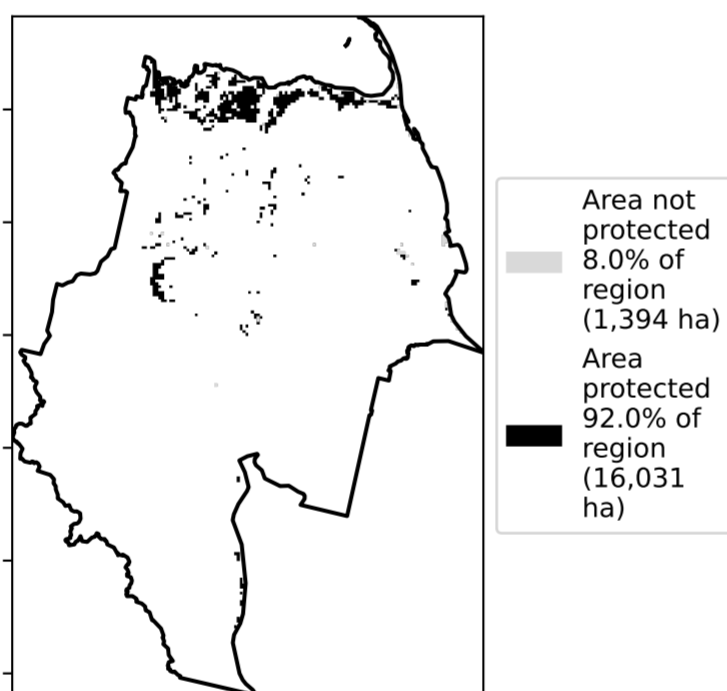 Area not
protected
8.0% of
region
(1,394 ha)
Area
protected
92.0% of
region
(16,031
ha)